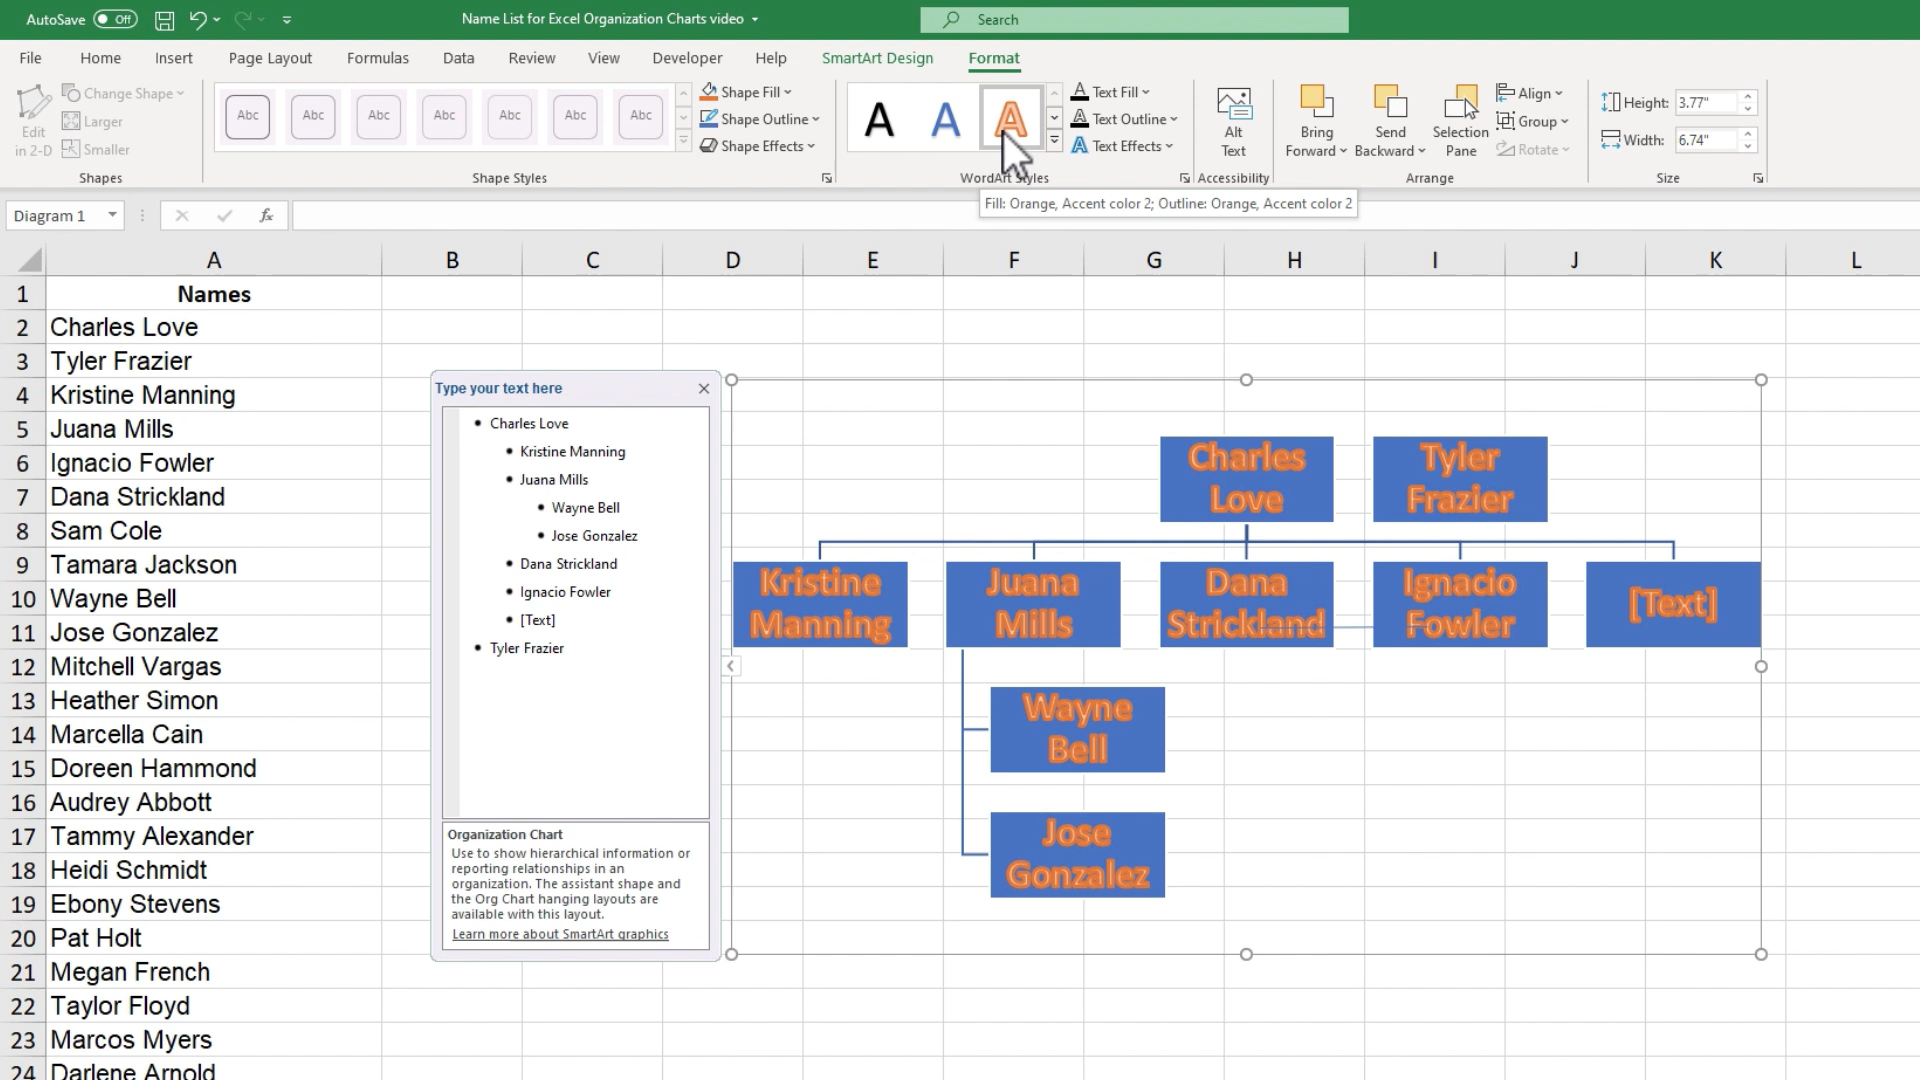 AutoSave Off Name List for Excel Organization Charts video Search
File Home Insert Page Layout Formulas Data Review View Developer Help SmartArt Design Format
Edit in 2-D
Change Shape
Larger
Smaller
Shapes
Abc Abc Abc Abc Abc Abc Abc
Shape Fill
Shape Outline
Shape Effects
Shape Styles
A A A
WordArt Styles
Text Fill
Text Outline
Text Effects
Alt Text
Accessibility
Bring Forward
Send Backward
Selection Pane
Align
Group
Rotate
Arrange
Height: 3.77"
Width: 6.74"
Size
Fill: Orange, Accent color 2; Outline: Orange, Accent color 2
Diagram 1 fx
A B C D E F G H I J K L
1 Names
2 Charles Love
3 Tyler Frazier
4 Kristine Manning
5 Juana Mills
6 Ignacio Fowler
7 Dana Strickland
8 Sam Cole
9 Tamara Jackson
10 Wayne Bell
11 Jose Gonzalez
12 Mitchell Vargas
13 Heather Simon
14 Marcella Cain
15 Doreen Hammond
16 Audrey Abbott
17 Tammy Alexander
18 Heidi Schmidt
19 Ebony Stevens
20 Pat Holt
21 Megan French
22 Taylor Floyd
23 Marcos Myers
24 Darlene Arnold
Type your text here
Charles Love
Kristine Manning
Juana Mills
Wayne Bell
Jose Gonzalez
Dana Strickland
Ignacio Fowler
[Text]
Tyler Frazier
Organization Chart
Use to show hierarchical information or
reporting relationships in an
organization. The assistant shape and
the Org Chart hanging layouts are
available with this layout.
Learn more about SmartArt graphics
Charles
Love
Tyler
Frazier
Kristine
Manning
Juana
Mills
Dana
Strickland
Ignacio
Fowler
[Text]
Wayne
Bell
Jose
Gonzalez